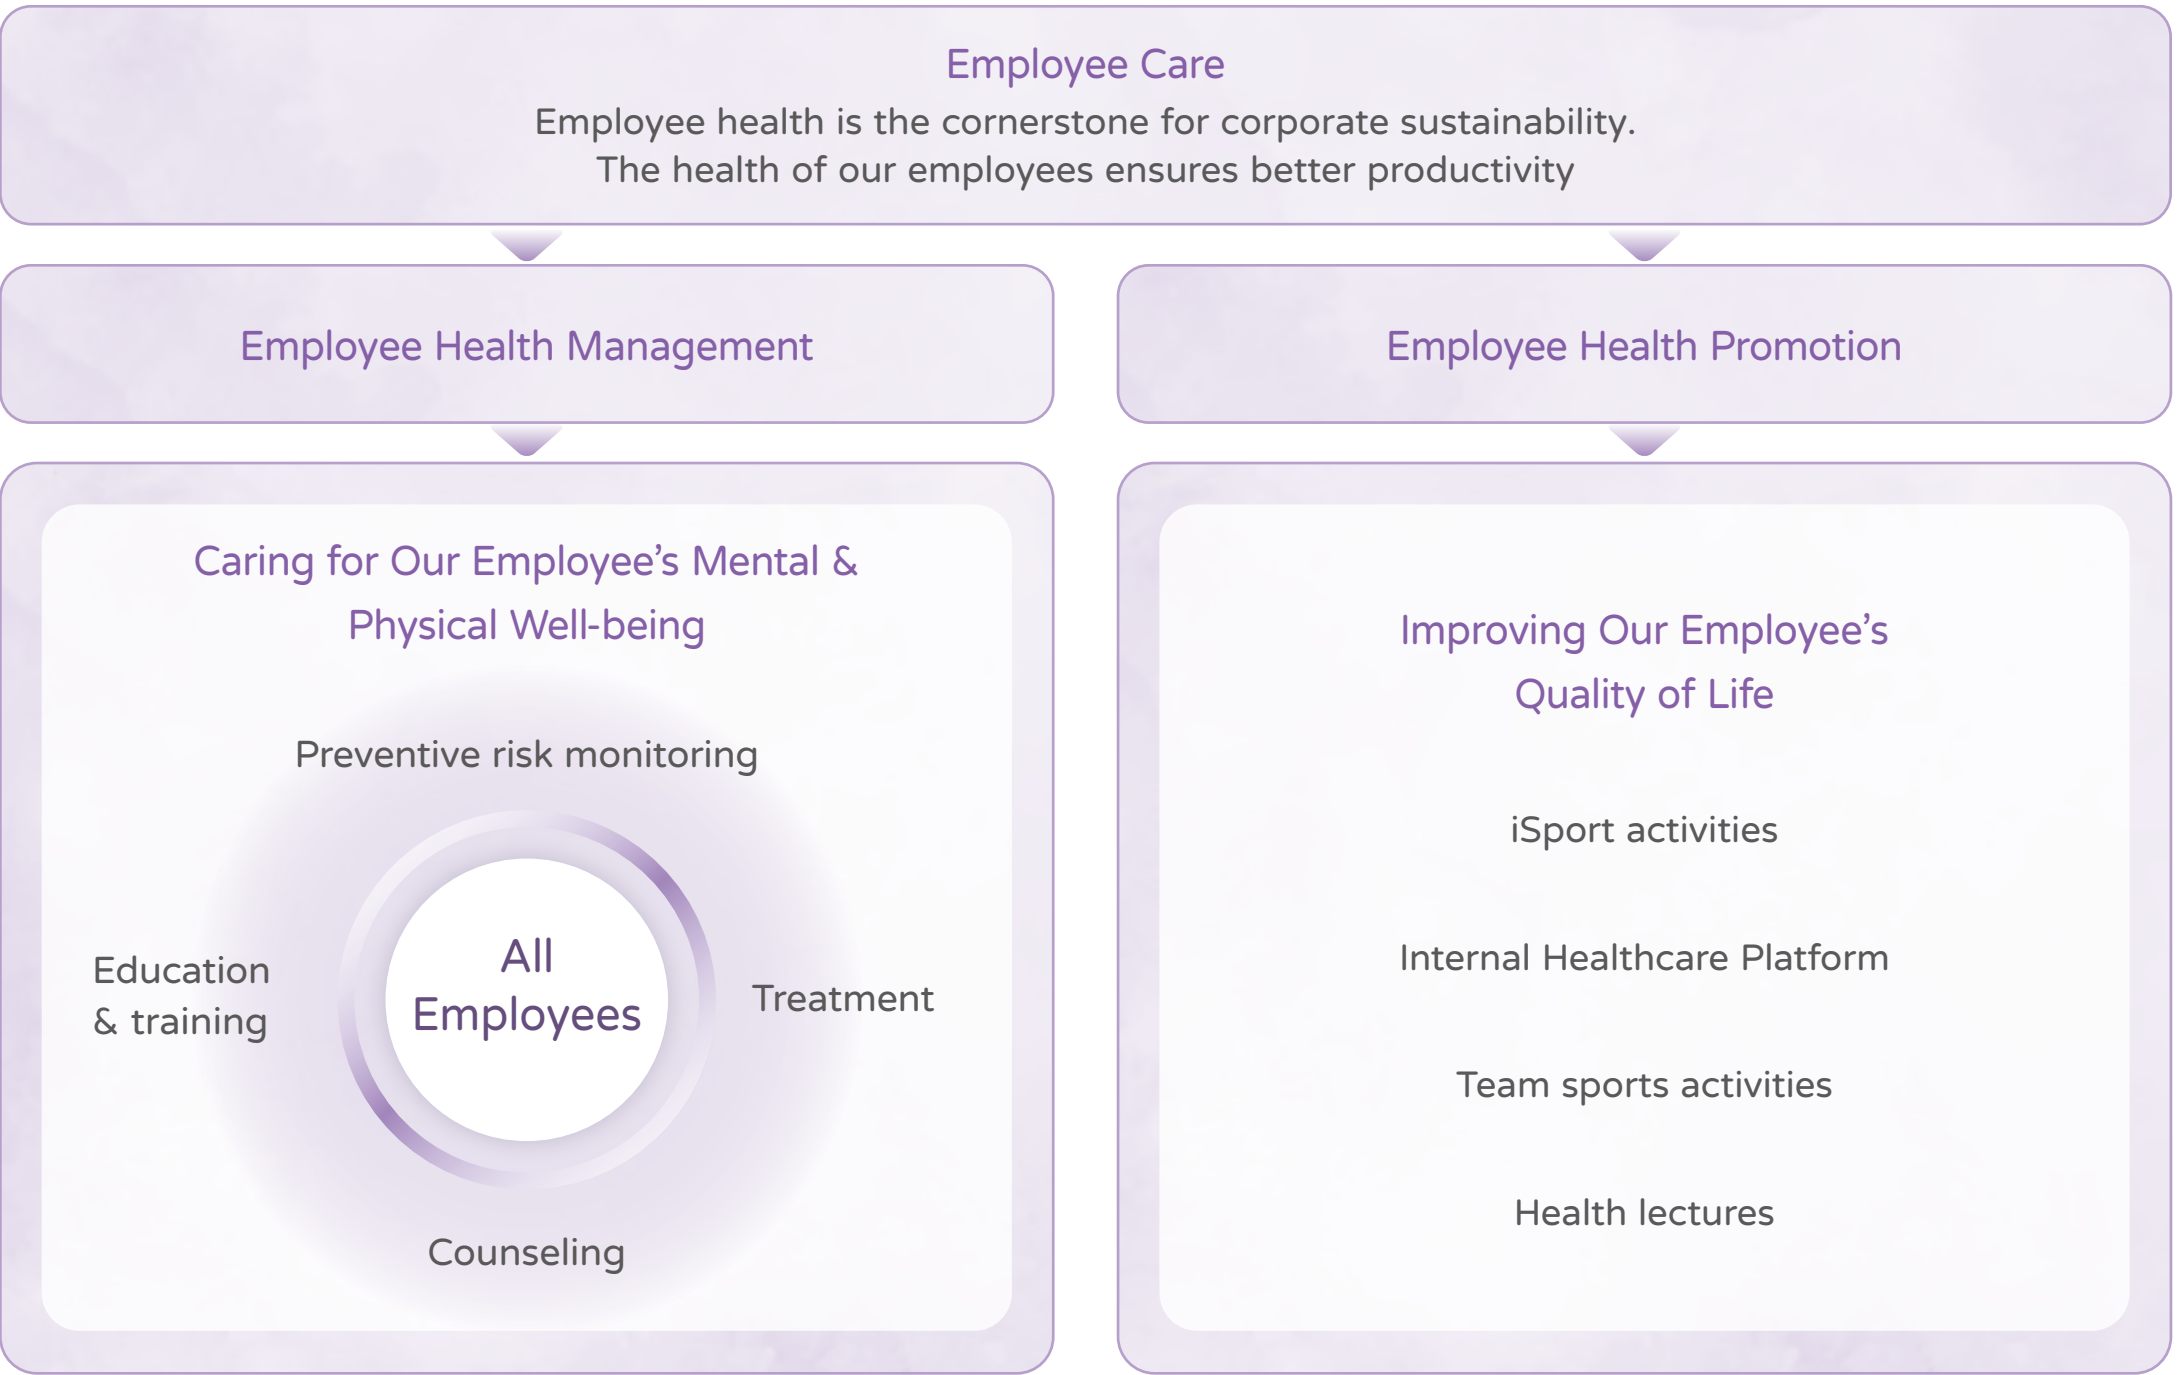 Employee Care
Employee health is the cornerstone for corporate sustainability.
The health of our employees ensures better productivity
Employee Health Management
Employee Health Promotion
Caring for Our Employee’s Mental &
Physical Well-being
Preventive risk monitoring
Education
& training
All
Employees
Treatment
Counseling
Improving Our Employee’s
Quality of Life
iSport activities
Internal Healthcare Platform
Team sports activities
Health lectures